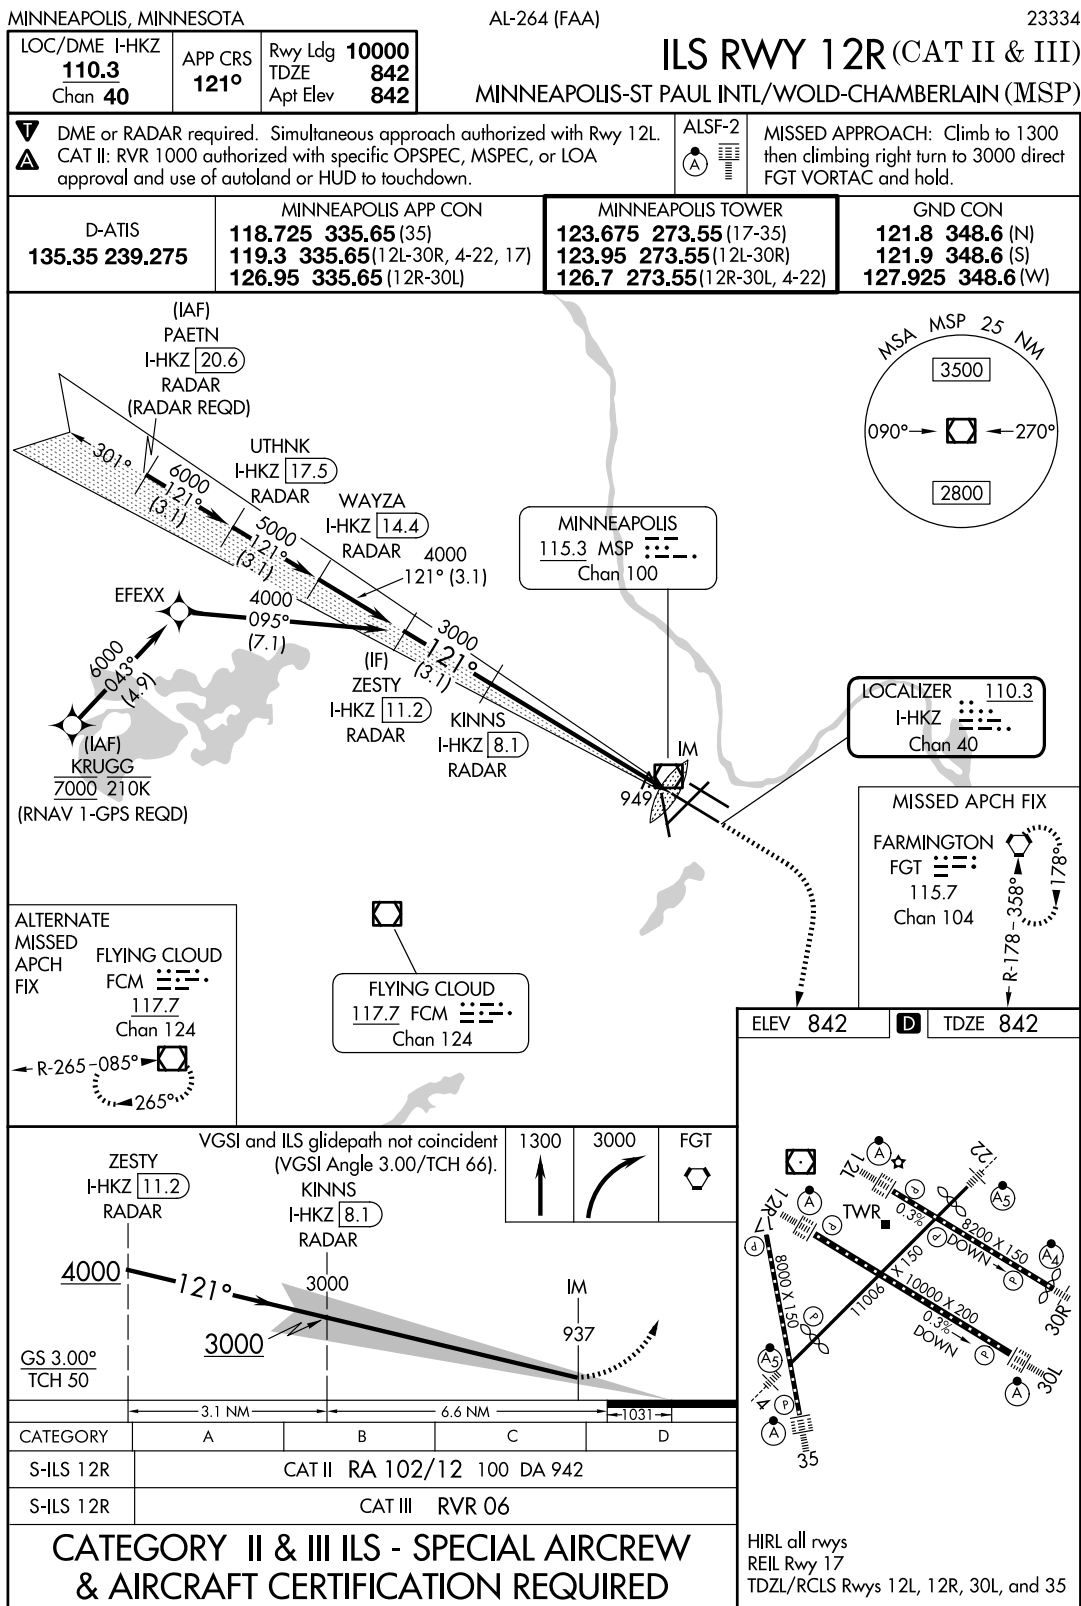 MINNEAPOLIS, MINNESOTA
AL-264 (FAA)
23334
LOC/DME I-HKZ
110.3
Chan 40
APP CRS
121°
Rwy Ldg 10000
TDZE 842
Apt Elev 842
ILS RWY 12R (CAT II & III)
MINNEAPOLIS-ST PAUL INTL/WOLD-CHAMBERLAIN (MSP)
T
A
DME or RADAR required. Simultaneous approach authorized with Rwy 12L.
CAT II: RVR 1000 authorized with specific OPSPEC, MSPEC, or LOA
approval and use of autoland or HUD to touchdown.
ALSF-2
A
MISSED APPROACH: Climb to 1300
then climbing right turn to 3000 direct
FGT VORTAC and hold.
D-ATIS
135.35 239.275
MINNEAPOLIS APP CON
118.725 335.65 (35)
119.3 335.65 (12L-30R, 4-22, 17)
126.95 335.65 (12R-30L)
MINNEAPOLIS TOWER
123.675 273.55 (17-35)
123.95 273.55 (12L-30R)
126.7 273.55 (12R-30L, 4-22)
GND CON
121.8 348.6 (N)
121.9 348.6 (S)
127.925 348.6 (W)
(IAF)
PAETN
I-HKZ 20.6
RADAR
(RADAR REQD)
MSA MSP 25 NM
3500
090°
270°
2800
301°
6000
121°
(3.1)
UTHNK
I-HKZ 17.5
RADAR
5000
121°
(3.1)
WAYZA
I-HKZ 14.4
RADAR
4000
121° (3.1)
MINNEAPOLIS
115.3 MSP
Chan 100
EFEXX
4000
095°
(7.1)
6000
043°
(4.9)
3000
121°
(3.1)
(IF)
ZESTY
I-HKZ 11.2
RADAR
KINNS
I-HKZ 8.1
RADAR
(IAF)
KRUGG
7000 210K
(RNAV 1-GPS REQD)
LOCALIZER 110.3
I-HKZ
Chan 40
IM
949
MISSED APCH FIX
FARMINGTON
FGT
115.7
Chan 104
R-178
358°
178°
ALTERNATE
MISSED
APCH
FIX
FLYING CLOUD
FCM
117.7
Chan 124
R-265
085°
265°
FLYING CLOUD
117.7 FCM
Chan 124
ELEV 842
D
TDZE 842
VGSI and ILS glidepath not coincident
(VGSI Angle 3.00/TCH 66).
1300
3000
FGT
ZESTY
I-HKZ 11.2
RADAR
KINNS
I-HKZ 8.1
RADAR
4000
121°
3000
3000
IM
937
GS 3.00°
TCH 50
3.1 NM
6.6 NM
1031
CATEGORY A B C D
S-ILS 12R CAT II RA 102/12 100 DA 942
S-ILS 12R CAT III RVR 06
CATEGORY II & III ILS - SPECIAL AIRCREW
& AIRCRAFT CERTIFICATION REQUIRED
A
12L
P
22
A5
A
12R
P
TWR
0.3%
DOWN
P
8200 X 150
P
A4
30R
17
P
8000 X 150
11006 X 150
10000 X 200
0.3%
DOWN
P
P
A5
4
P
A
30L
A
35
HIRL all rwys
REIL Rwy 17
TDZL/RCLS Rwys 12L, 12R, 30L, and 35